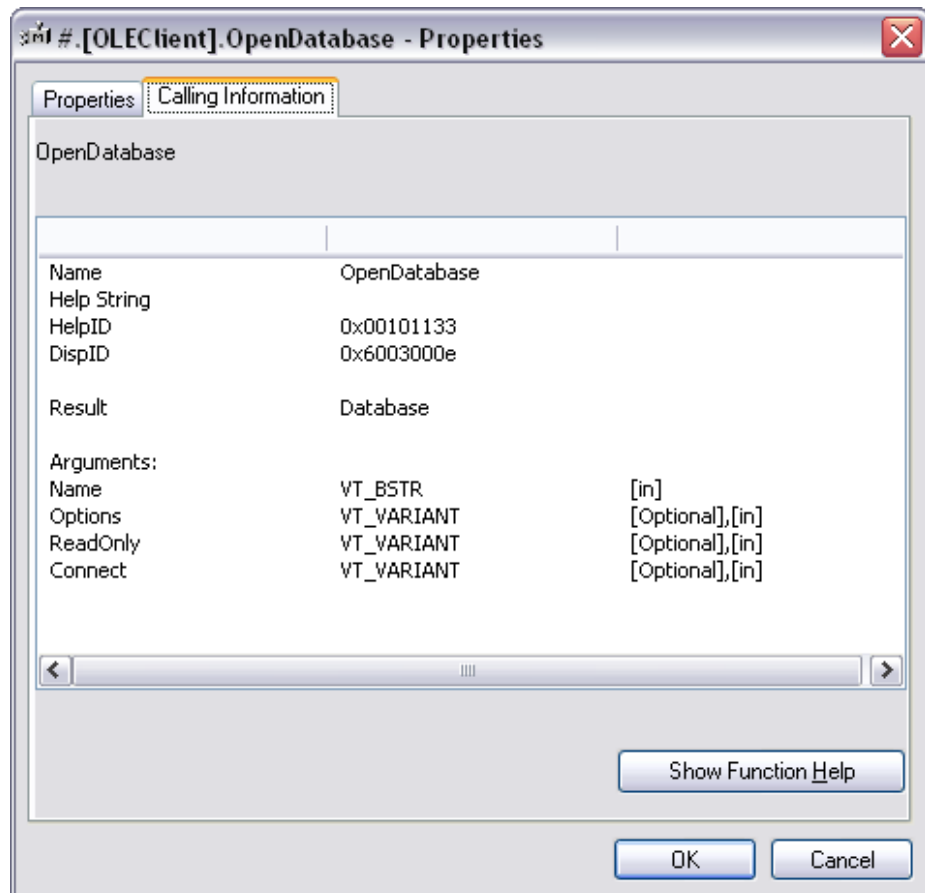 #.[OLEClient].OpenDatabase - Properties
Properties Calling Information
OpenDatabase
Name OpenDatabase
Help String
HelpID 0x00101133
DispID 0x6003000e
Result Database
Arguments:
Name VT_BSTR [in]
Options VT_VARIANT [Optional],[in]
ReadOnly VT_VARIANT [Optional],[in]
Connect VT_VARIANT [Optional],[in]
Show Function Help
OK Cancel